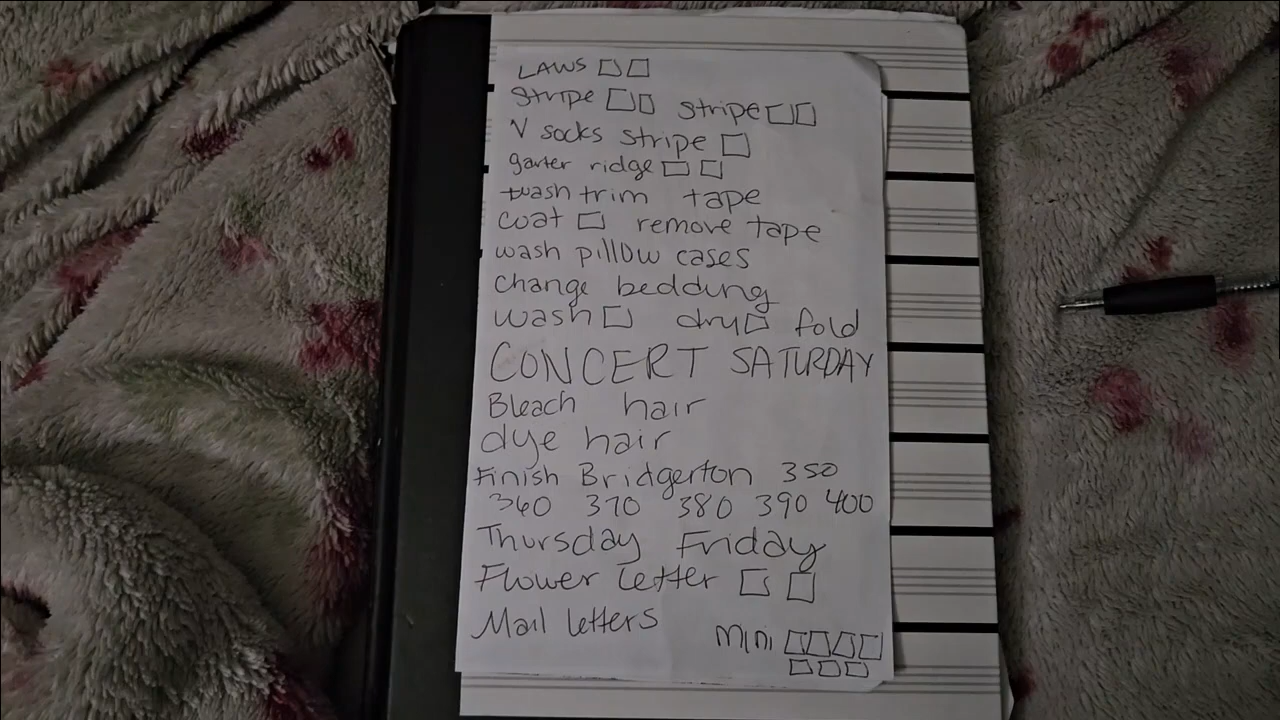 LAWS □ □
Stripe □ □ Stripe □ □
V socks stripe □
garter ridge □ □
wash trim tape
coat □ remove tape
wash pillow cases
change bedding
wash □ dry □ fold
CONCERT SATURDAY
Bleach hair
dye hair
Finish Bridgerton 350
360 370 380 390 400
Thursday Friday
Flower Letter □ □
Mail letters
Mini □ □ □ □
□ □ □